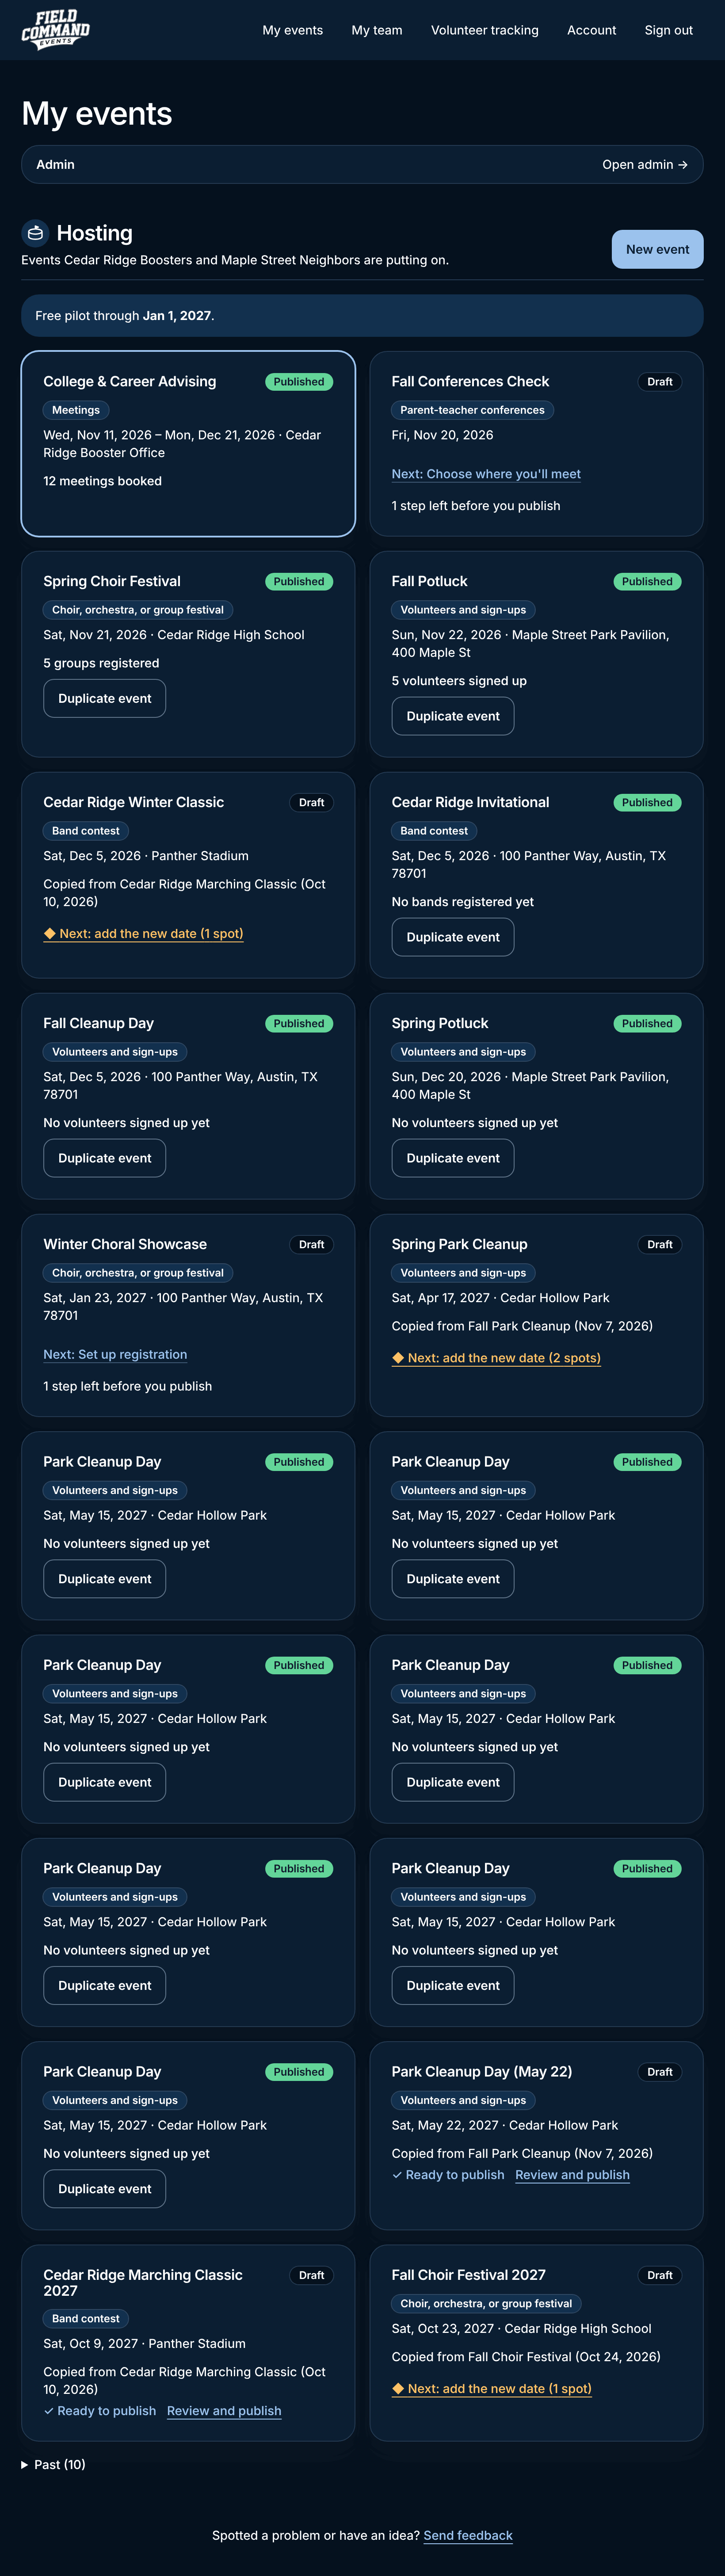 FIELD
COMMAND
EVENTS
My events
My team
Volunteer tracking
Account
Sign out
My events
Admin
Open admin →
Hosting
Events Cedar Ridge Boosters and Maple Street Neighbors are putting on.
New event
Free pilot through Jan 1, 2027.
College & Career Advising
Published
Meetings
Wed, Nov 11, 2026 – Mon, Dec 21, 2026 · Cedar
Ridge Booster Office
12 meetings booked
Fall Conferences Check
Draft
Parent-teacher conferences
Fri, Nov 20, 2026
Next: Choose where you'll meet
1 step left before you publish
Spring Choir Festival
Published
Choir, orchestra, or group festival
Sat, Nov 21, 2026 · Cedar Ridge High School
5 groups registered
Duplicate event
Fall Potluck
Published
Volunteers and sign-ups
Sun, Nov 22, 2026 · Maple Street Park Pavilion,
400 Maple St
5 volunteers signed up
Duplicate event
Cedar Ridge Winter Classic
Draft
Band contest
Sat, Dec 5, 2026 · Panther Stadium
Copied from Cedar Ridge Marching Classic (Oct
10, 2026)
◆ Next: add the new date (1 spot)
Cedar Ridge Invitational
Published
Band contest
Sat, Dec 5, 2026 · 100 Panther Way, Austin, TX
78701
No bands registered yet
Duplicate event
Fall Cleanup Day
Published
Volunteers and sign-ups
Sat, Dec 5, 2026 · 100 Panther Way, Austin, TX
78701
No volunteers signed up yet
Duplicate event
Spring Potluck
Published
Volunteers and sign-ups
Sun, Dec 20, 2026 · Maple Street Park Pavilion,
400 Maple St
No volunteers signed up yet
Duplicate event
Winter Choral Showcase
Draft
Choir, orchestra, or group festival
Sat, Jan 23, 2027 · 100 Panther Way, Austin, TX
78701
Next: Set up registration
1 step left before you publish
Spring Park Cleanup
Draft
Volunteers and sign-ups
Sat, Apr 17, 2027 · Cedar Hollow Park
Copied from Fall Park Cleanup (Nov 7, 2026)
◆ Next: add the new date (2 spots)
Park Cleanup Day
Published
Volunteers and sign-ups
Sat, May 15, 2027 · Cedar Hollow Park
No volunteers signed up yet
Duplicate event
Park Cleanup Day
Published
Volunteers and sign-ups
Sat, May 15, 2027 · Cedar Hollow Park
No volunteers signed up yet
Duplicate event
Park Cleanup Day
Published
Volunteers and sign-ups
Sat, May 15, 2027 · Cedar Hollow Park
No volunteers signed up yet
Duplicate event
Park Cleanup Day
Published
Volunteers and sign-ups
Sat, May 15, 2027 · Cedar Hollow Park
No volunteers signed up yet
Duplicate event
Park Cleanup Day
Published
Volunteers and sign-ups
Sat, May 15, 2027 · Cedar Hollow Park
No volunteers signed up yet
Duplicate event
Park Cleanup Day
Published
Volunteers and sign-ups
Sat, May 15, 2027 · Cedar Hollow Park
No volunteers signed up yet
Duplicate event
Park Cleanup Day
Published
Volunteers and sign-ups
Sat, May 15, 2027 · Cedar Hollow Park
No volunteers signed up yet
Duplicate event
Park Cleanup Day (May 22)
Draft
Volunteers and sign-ups
Sat, May 22, 2027 · Cedar Hollow Park
Copied from Fall Park Cleanup (Nov 7, 2026)
✓ Ready to publish Review and publish
Cedar Ridge Marching Classic
2027
Draft
Band contest
Sat, Oct 9, 2027 · Panther Stadium
Copied from Cedar Ridge Marching Classic (Oct
10, 2026)
✓ Ready to publish Review and publish
Fall Choir Festival 2027
Draft
Choir, orchestra, or group festival
Sat, Oct 23, 2027 · Cedar Ridge High School
Copied from Fall Choir Festival (Oct 24, 2026)
◆ Next: add the new date (1 spot)
▶ Past (10)
Spotted a problem or have an idea? Send feedback